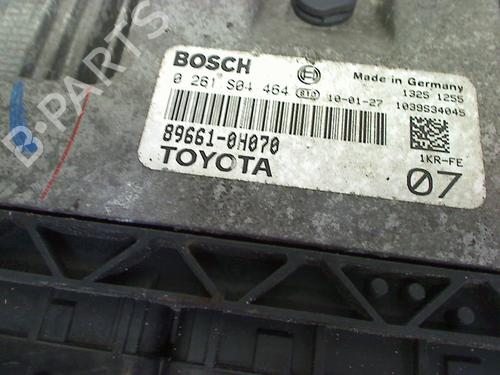 BOSCH
Made in Germany
0 261 S04 464 STG 10-01-27
1325 1255
1039S34045
89661-0H070
TOYOTA
1KR-FE
07
B-PARTS